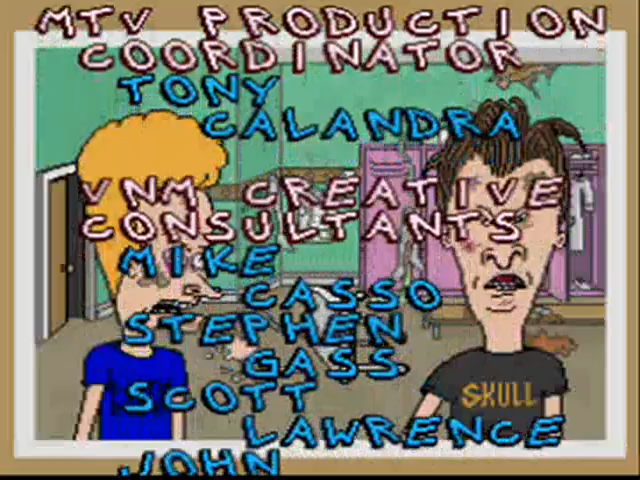 MTV PRODUCTION
COORDINATOR
TONY
CALANDRA
VNM CREATIVE
CONSULTANTS
MIKE
CASSO
STEPHEN
GASS
SCOTT
LAWRENCE
JOHN
SKULL